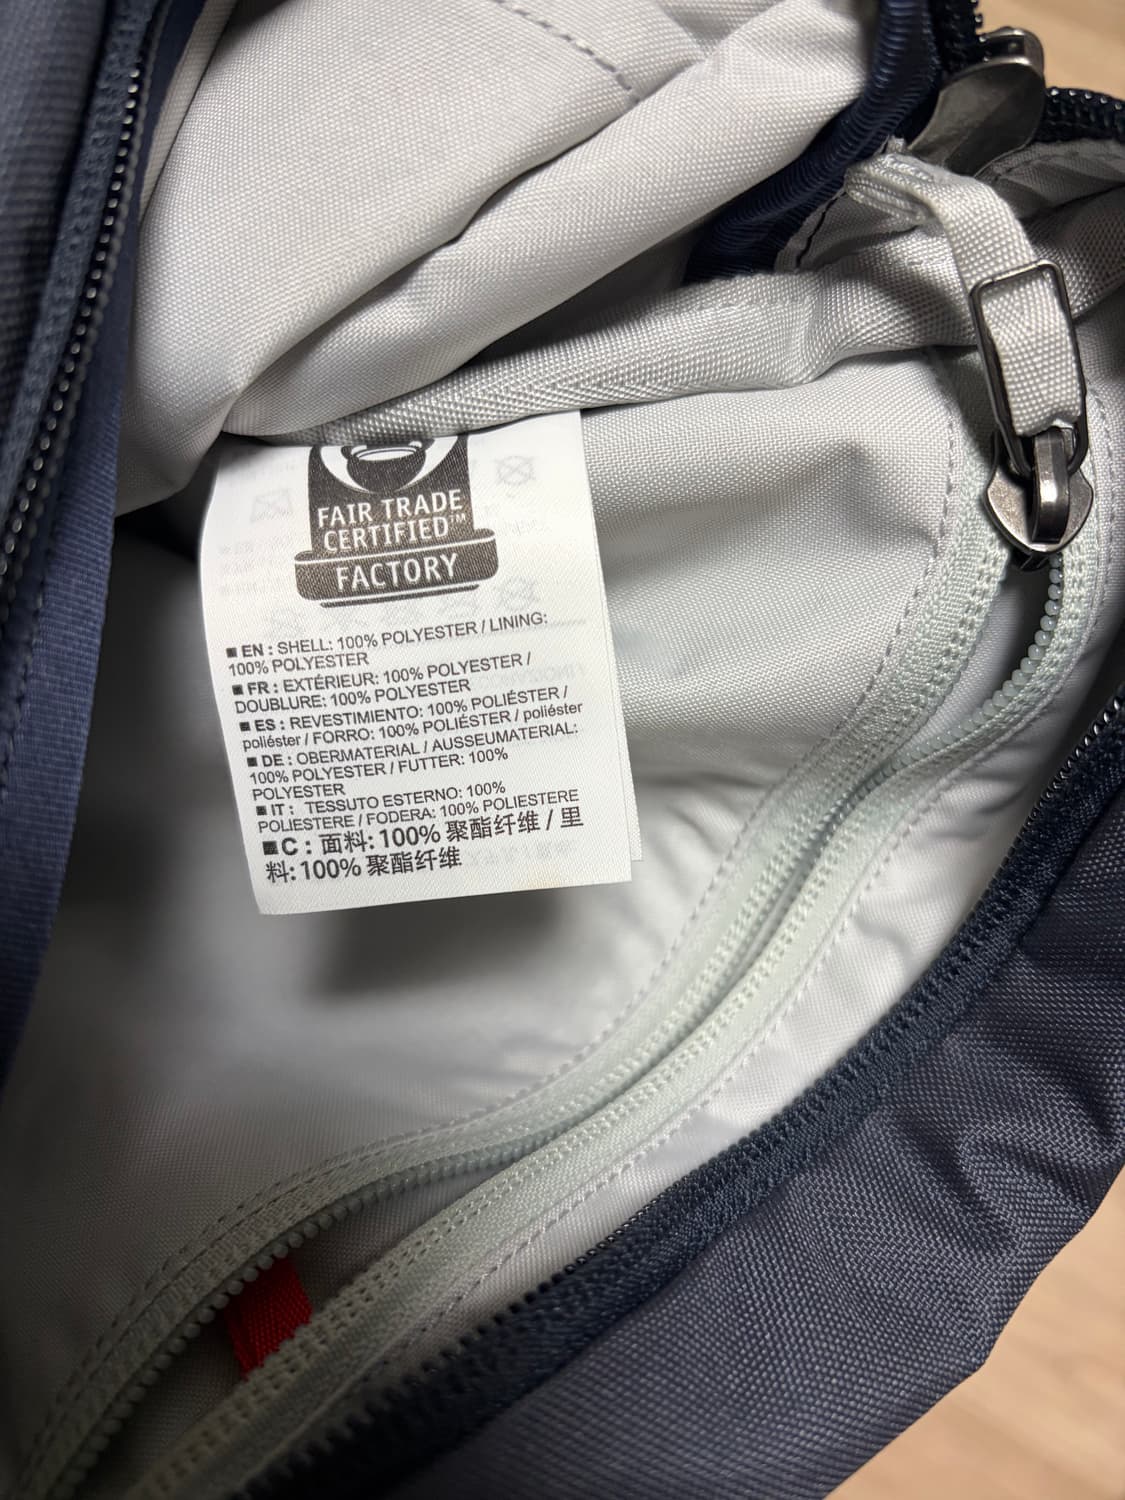 FAIR TRADE
CERTIFIED™
FACTORY
■ EN : SHELL: 100% POLYESTER / LINING:
100% POLYESTER
■ FR : EXTÉRIEUR: 100% POLYESTER /
DOUBLURE: 100% POLYESTER
■ ES : REVESTIMIENTO: 100% POLIÉSTER /
poliéster / FORRO: 100% POLIÉSTER / poliéster
■ DE : OBERMATERIAL / AUSSEUMATERIAL:
100% POLYESTER / FUTTER: 100%
POLYESTER
■ IT : TESSUTO ESTERNO: 100%
POLIESTERE / FODERA: 100% POLIESTERE
■ C : 面料: 100% 聚酯纤维 / 里
料: 100% 聚酯纤维